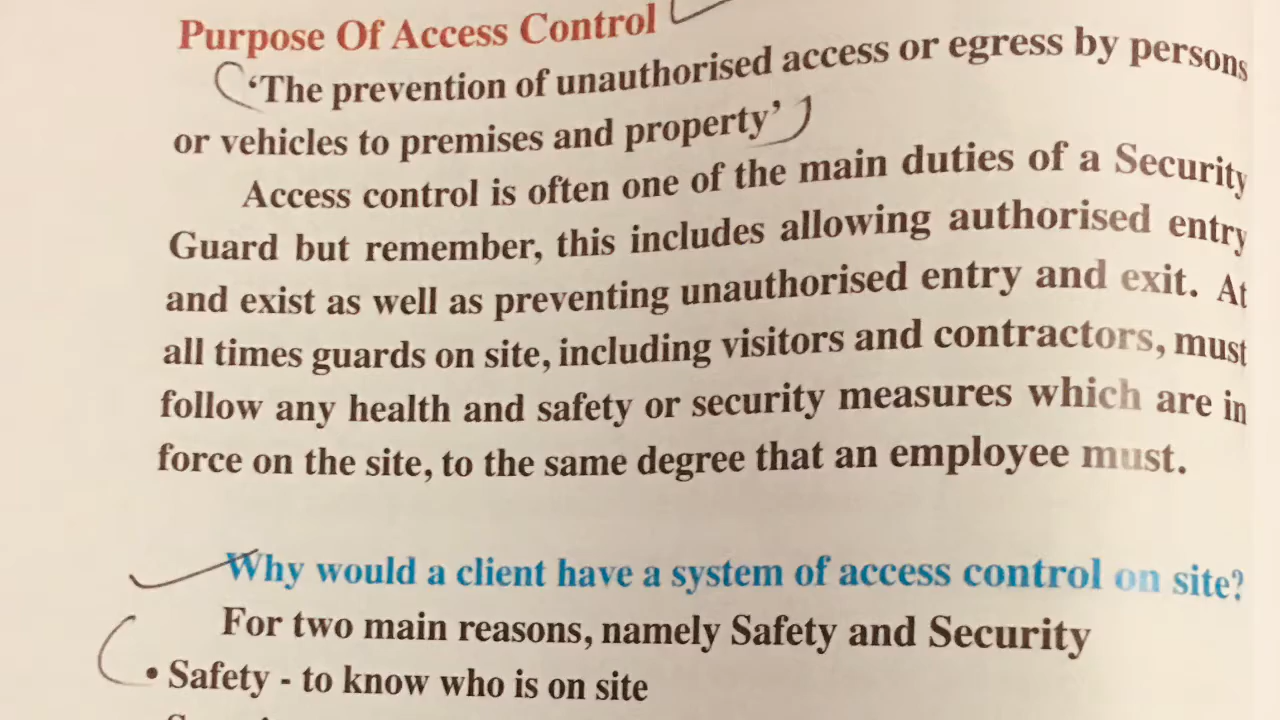 Purpose Of Access Control
‘The prevention of unauthorised access or egress by persons
or vehicles to premises and property’
Access control is often one of the main duties of a Security
Guard but remember, this includes allowing authorised entry
and exist as well as preventing unauthorised entry and exit. At
all times guards on site, including visitors and contractors, must
follow any health and safety or security measures which are in
force on the site, to the same degree that an employee must.
Why would a client have a system of access control on site?
For two main reasons, namely Safety and Security
• Safety - to know who is on site